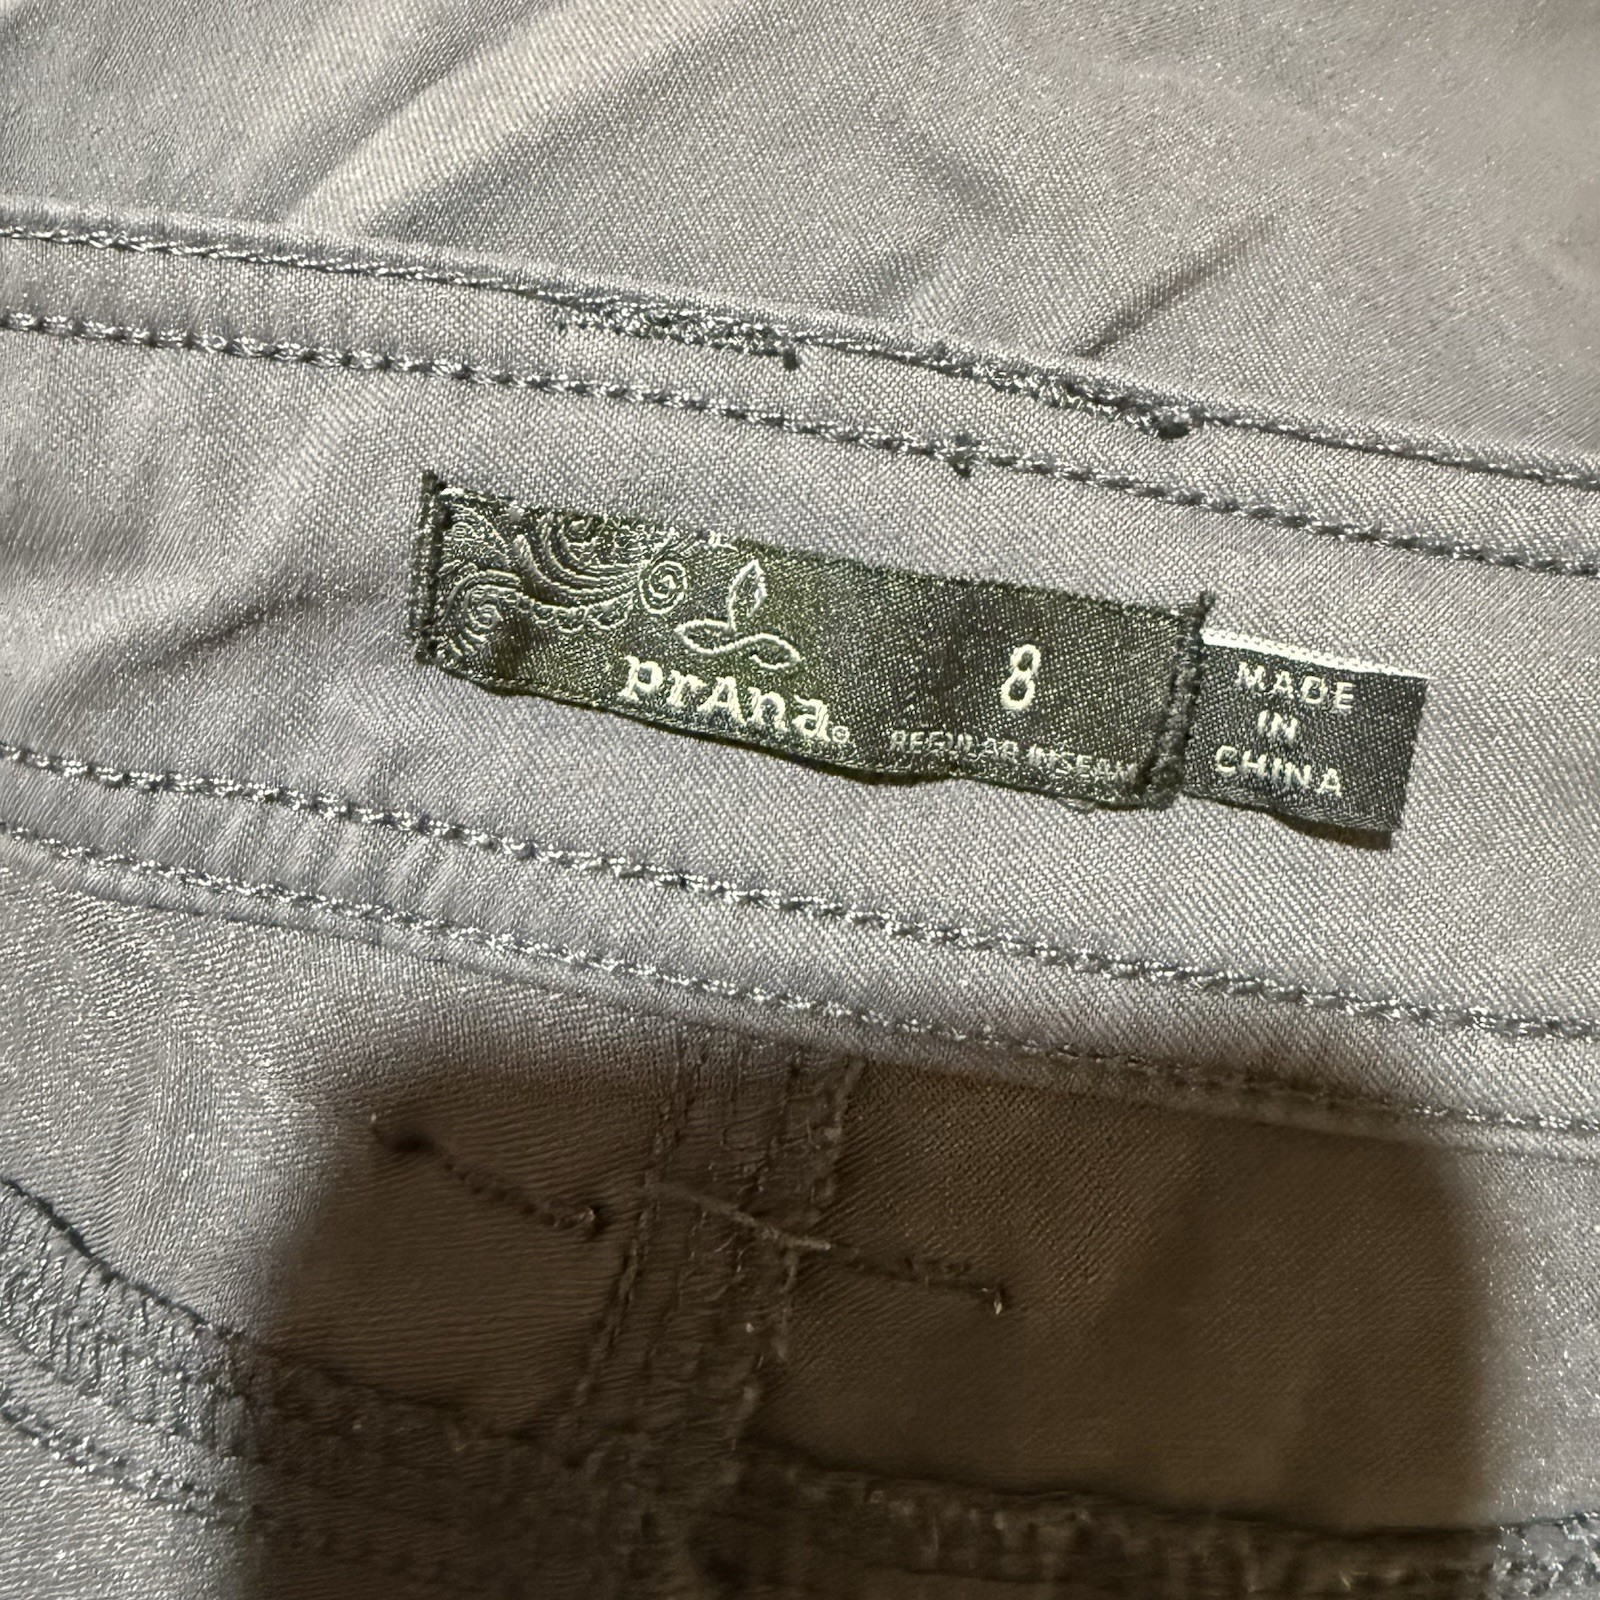 prAna®
8
REGULAR INSEAM
MADE
IN
CHINA